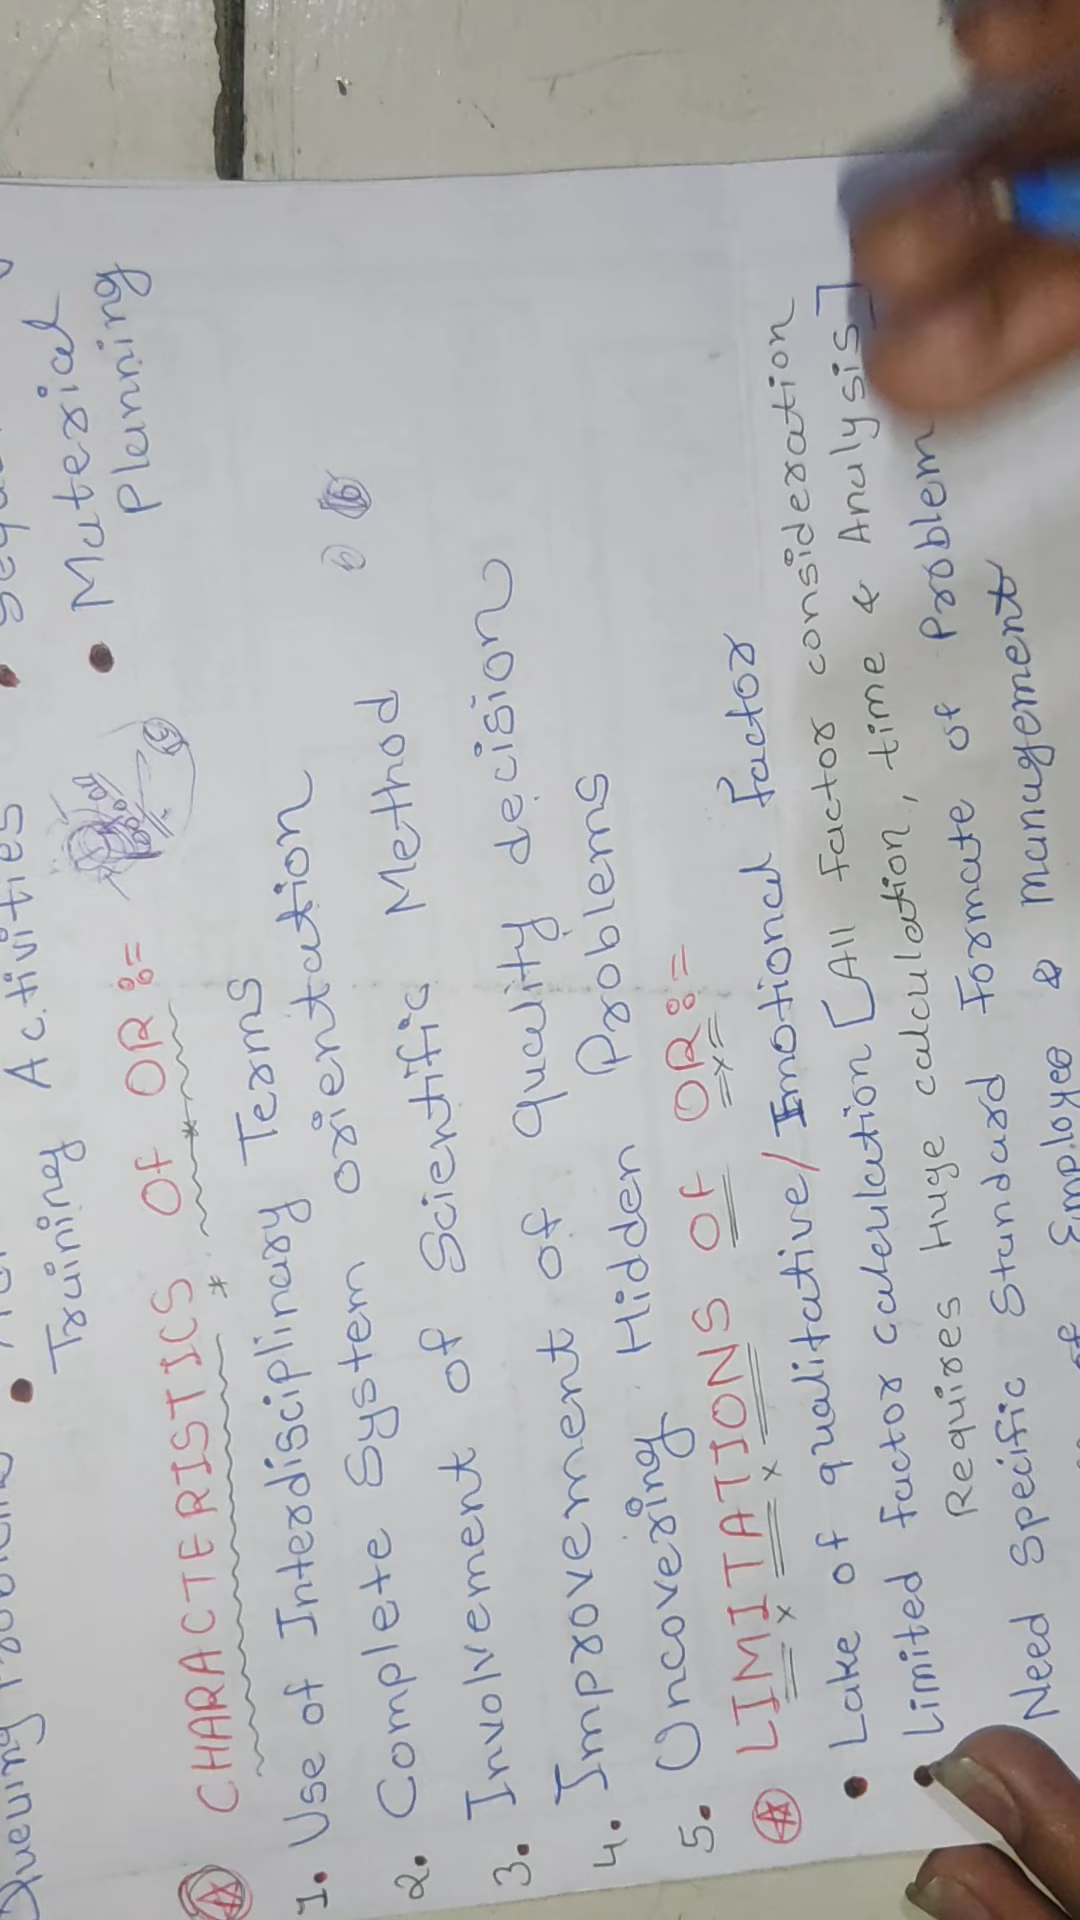 Training Activities
• Material
Planning
CHARACTERISTICS Of OR:=
1. Use of Interdisciplinary Terms
2. Complete System orientation
3. Involvement of Scientific Method
4. Improvement of quality decision
5. Uncovering Hidden Problems
LIMITATIONS Of OR:=
• Lake of qualitative/Imotional factor
• Limited factor calculation [All factor consideration
Requires Huge calculation, time & Analysis]
Need Specific Standard Formate of Problem
Employee & management